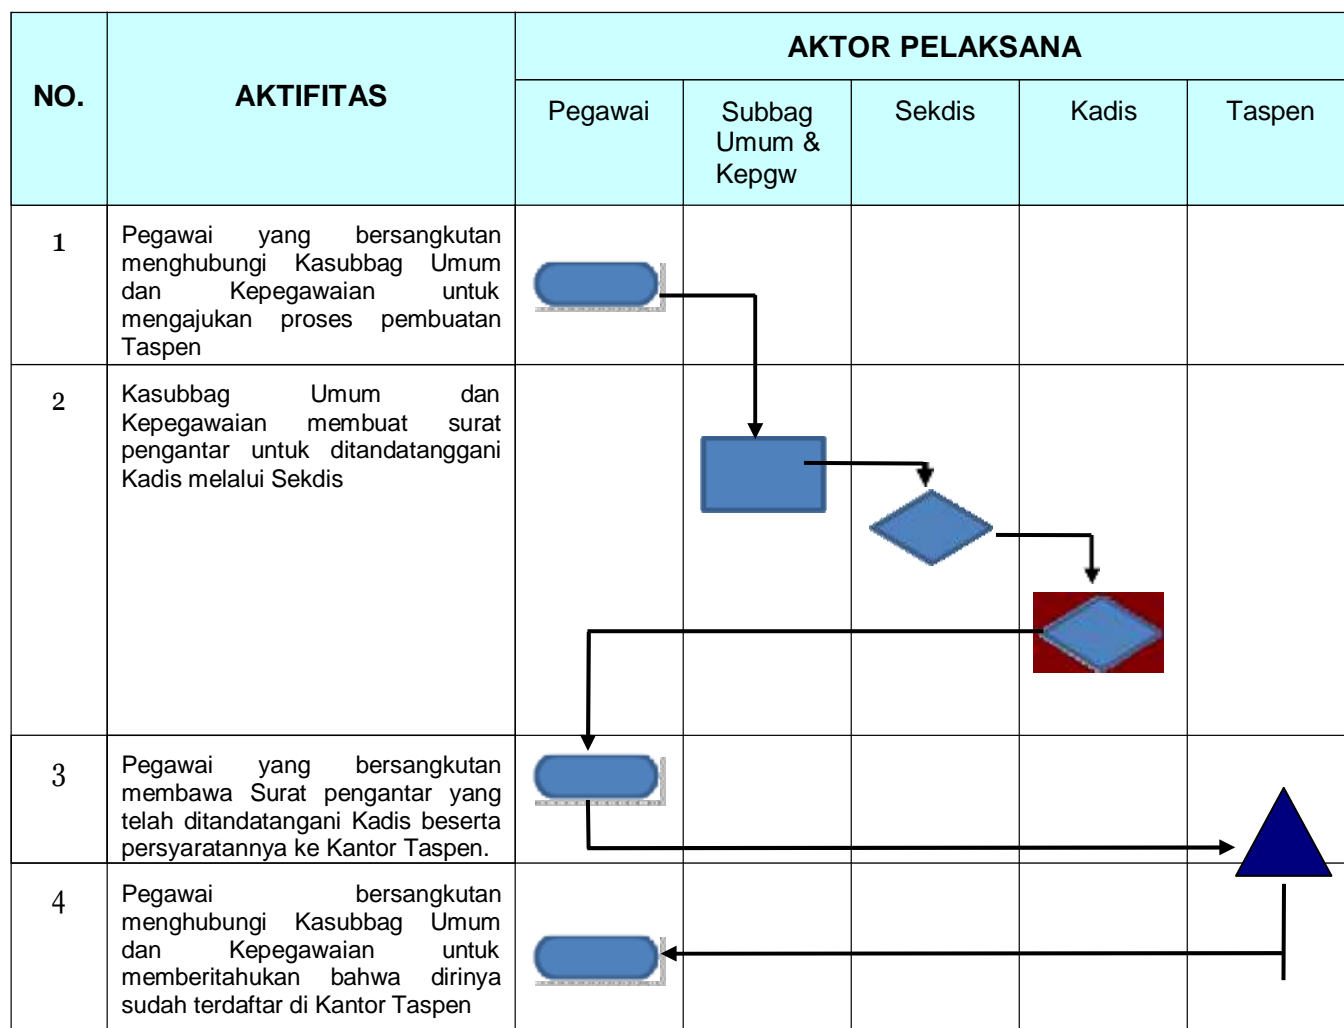 NO.
AKTIFITAS
AKTOR PELAKSANA
Pegawai
Subbag
Umum &
Kepgw
Sekdis
Kadis
Taspen
1
Pegawai yang bersangkutan
menghubungi Kasubbag Umum
dan Kepegawaian untuk
mengajukan proses pembuatan
Taspen
2
Kasubbag Umum dan
Kepegawaian membuat surat
pengantar untuk ditandatanggani
Kadis melalui Sekdis
3
Pegawai yang bersangkutan
membawa Surat pengantar yang
telah ditandatangani Kadis beserta
persyaratannya ke Kantor Taspen.
4
Pegawai bersangkutan
menghubungi Kasubbag Umum
dan Kepegawaian untuk
memberitahukan bahwa dirinya
sudah terdaftar di Kantor Taspen